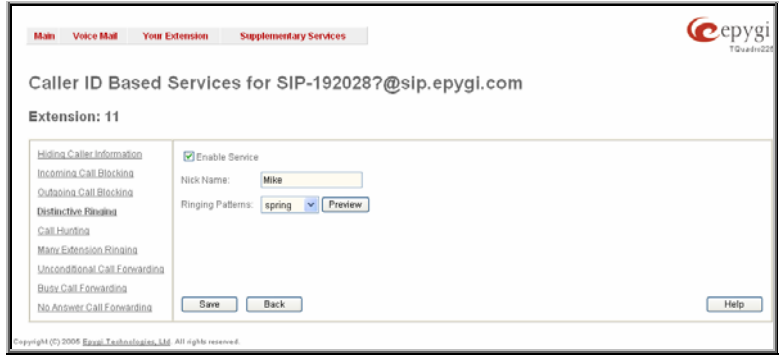 Main Voice Mail Your Extension Supplementary Services
epygi
TQuadro226
Caller ID Based Services for SIP-192028?@sip.epygi.com
Extension: 11
Hiding Caller Information
Incoming Call Blocking
Outgoing Call Blocking
Distinctive Ringing
Call Hunting
Many Extension Ringing
Unconditional Call Forwarding
Busy Call Forwarding
No Answer Call Forwarding
Enable Service
Nick Name: Mike
Ringing Patterns: spring Preview
Save Back Help
Copyright (C) 2005 Epygi Technologies, Ltd. All rights reserved.